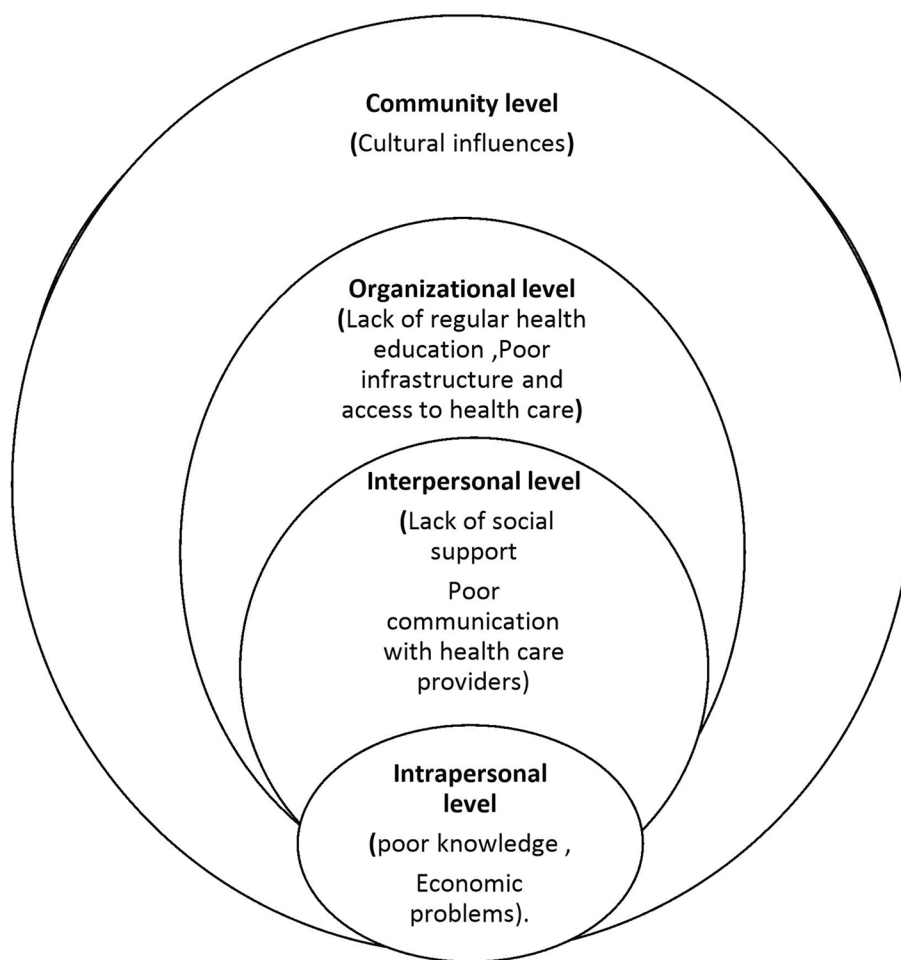 Community level
(Cultural influences)
Organizational level
(Lack of regular health
education ,Poor
infrastructure and
access to health care)
Interpersonal level
(Lack of social
support
Poor
communication
with health care
providers)
Intrapersonal
level
(poor knowledge ,
Economic
problems).